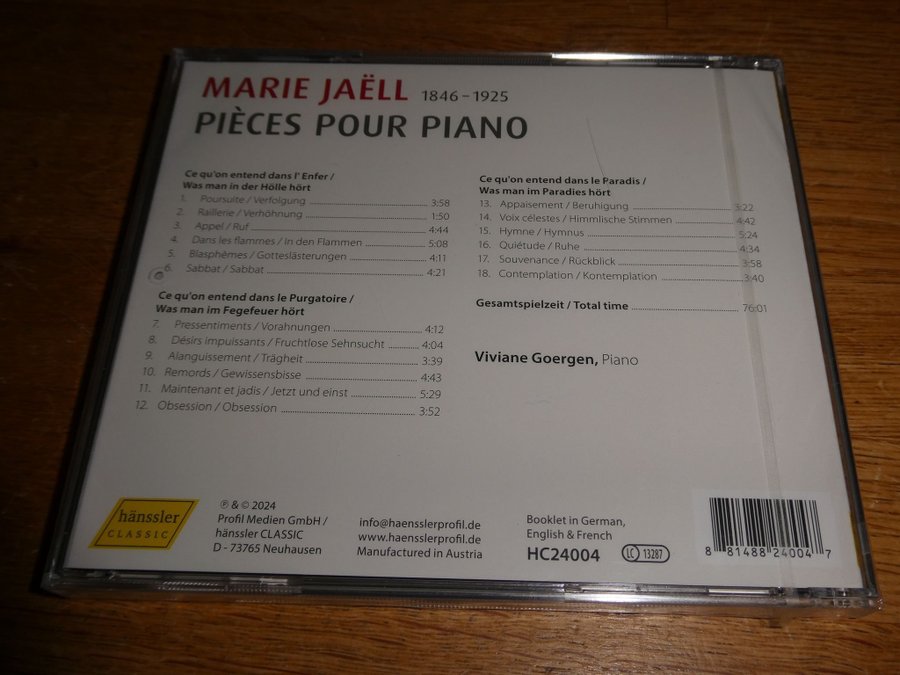 MARIE JAËLL 1846 – 1925
PIÈCES POUR PIANO
Ce qu'on entend dans l' Enfer /
Was man in der Hölle hört
1. Poursuite / Verfolgung 3:58
2. Raillerie / Verhöhnung 1:50
3. Appel / Ruf 4:44
4. Dans les flammes / In den Flammen 5:08
5. Blasphèmes / Gotteslästerungen 4:11
6. Sabbat / Sabbat 4:21
Ce qu'on entend dans le Purgatoire /
Was man im Fegefeuer hört
7. Pressentiments / Vorahnungen 4:12
8. Désirs impuissants / Fruchtlose Sehnsucht 4:04
9. Alanguissement / Trägheit 3:39
10. Remords / Gewissensbisse 4:43
11. Maintenant et jadis / Jetzt und einst 5:29
12. Obsession / Obsession 3:52
Ce qu'on entend dans le Paradis /
Was man im Paradies hört
13. Appaisement / Beruhigung 3:22
14. Voix célestes / Himmlische Stimmen 4:42
15. Hymne / Hymnus 5:24
16. Quiétude / Ruhe 4:34
17. Souvenance / Rückblick 3:58
18. Contemplation / Kontemplation 3:40
Gesamtspielzeit / Total time 76:01
Viviane Goergen, Piano
hänssler
CLASSIC
℗ & © 2024
Profil Medien GmbH /
hänssler CLASSIC
D - 73765 Neuhausen
info@haensslerprofil.de
www.haensslerprofil.de
Manufactured in Austria
Booklet in German,
English & French
HC24004 LC 13287
8 81488 24004 7